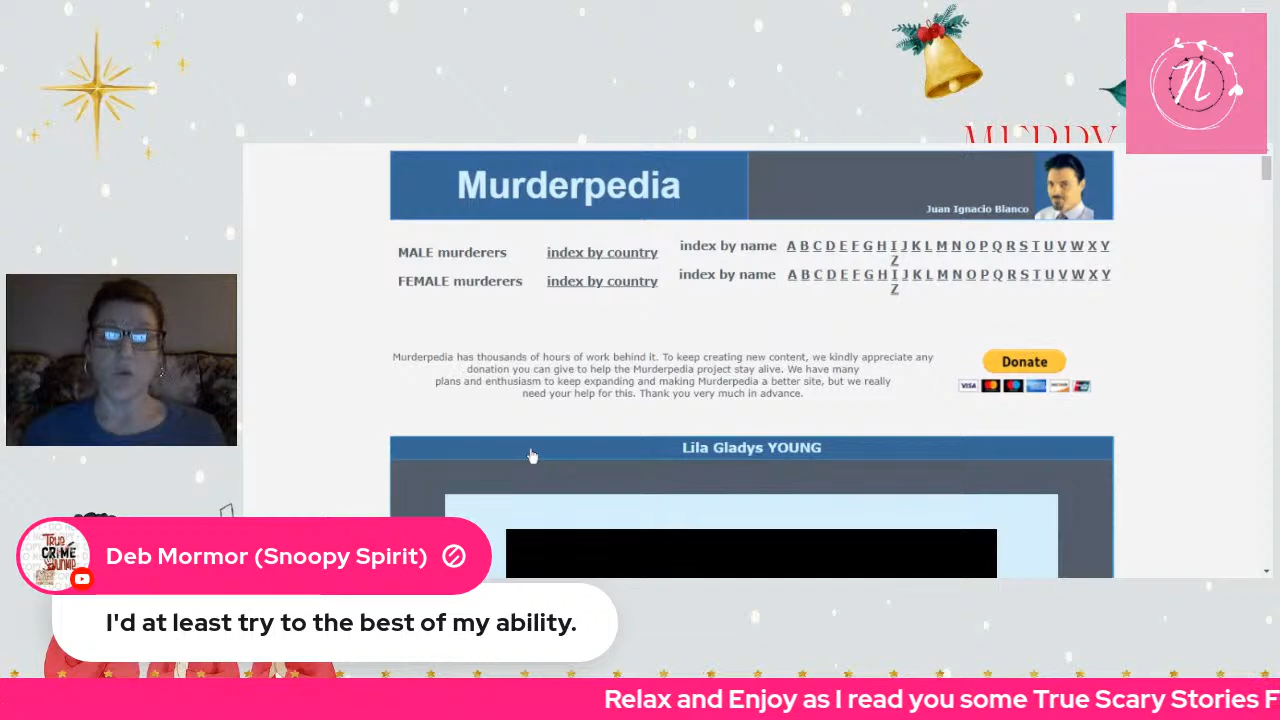 N
MERRY
Murderpedia
Juan Ignacio Blanco
MALE murderers index by country index by name A B C D E F G H I J K L M N O P Q R S T U V W X Y
Z
FEMALE murderers index by country index by name A B C D E F G H I J K L M N O P Q R S T U V W X Y
Z
Murderpedia has thousands of hours of work behind it. To keep creating new content, we kindly appreciate any
donation you can give to help the Murderpedia project stay alive. We have many
plans and enthusiasm to keep expanding and making Murderpedia a better site, but we really
need your help for this. Thank you very much in advance.
Donate
VISA
Lila Gladys YOUNG
TRUE
CRIME
JUNKIE
Deb Mormor (Snoopy Spirit)
I'd at least try to the best of my ability.
Relax and Enjoy as I read you some True Scary Stories F